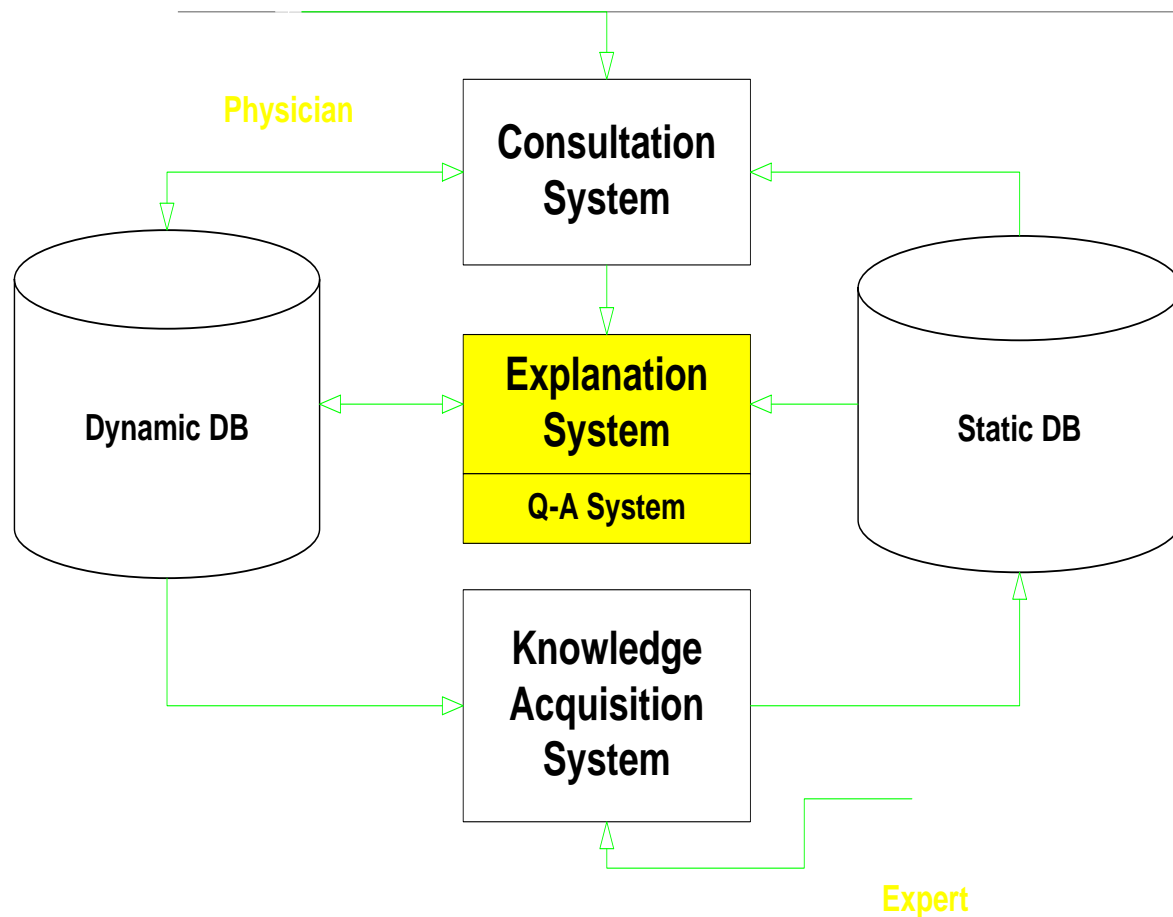 Physician
Consultation
System
Explanation
System
Dynamic DB
Static DB
Q-A System
Knowledge
Acquisition
System
Expert